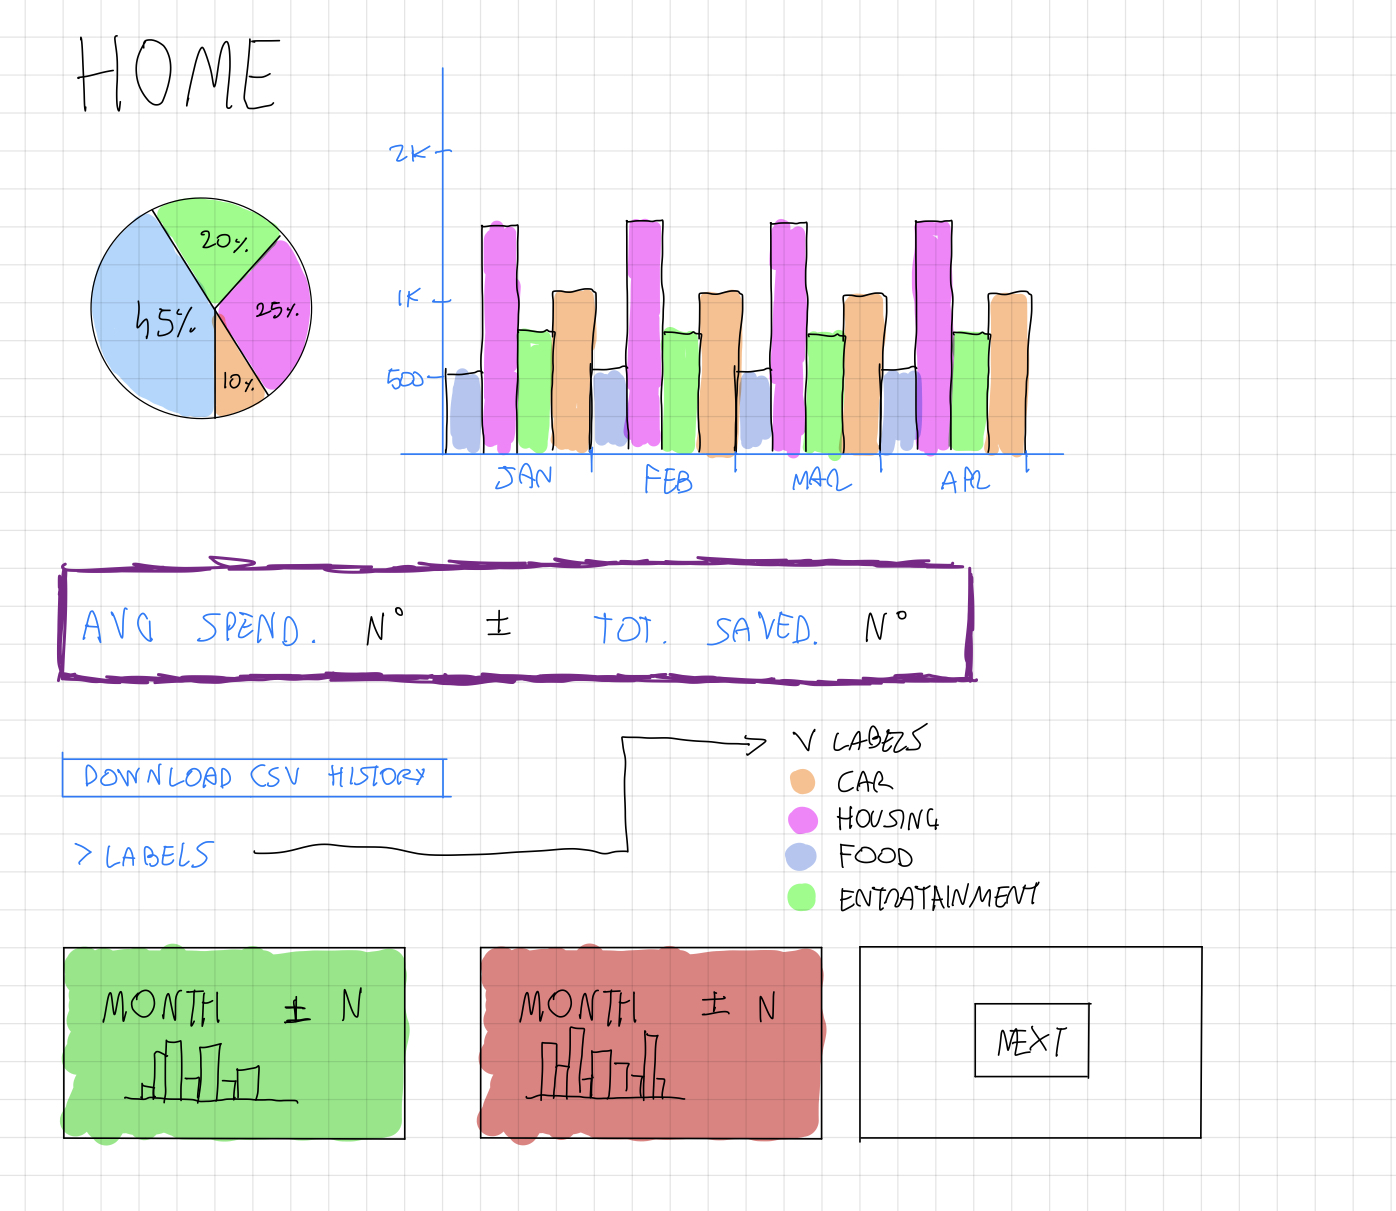 HOME
2K
1K
500
20%
45%
25%
10%
JAN FEB MAR APR
AVG SPEND. N° ± TOT. SAVED. N°
DOWNLOAD CSV HISTORY
> LABELS
V LABELS
CAR
HOUSING
FOOD
ENTRATAINMENT
MONTH ± N
MONTH ± N
NEXT